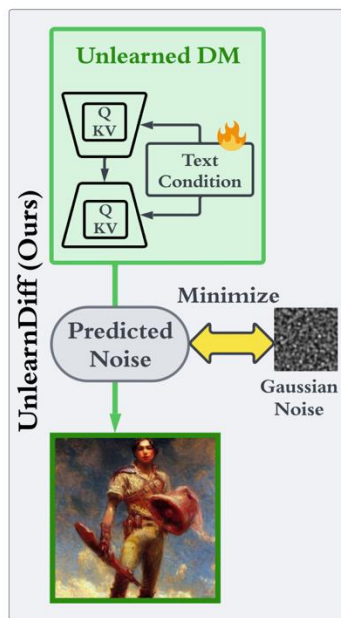 Unlearned DM
Q
KV
Text
Condition
Q
KV
UnlearnDiff (Ours)
Minimize
Predicted
Noise
Gaussian
Noise